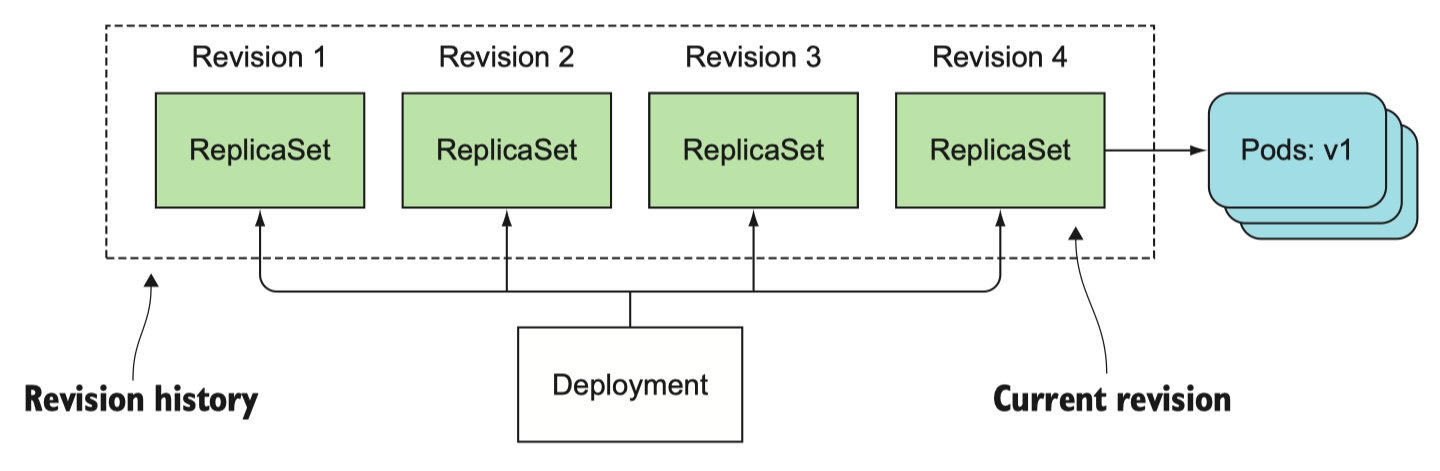 Revision 1
Revision 2
Revision 3
Revision 4
ReplicaSet
ReplicaSet
ReplicaSet
ReplicaSet
Pods: v1
Deployment
Revision history
Current revision